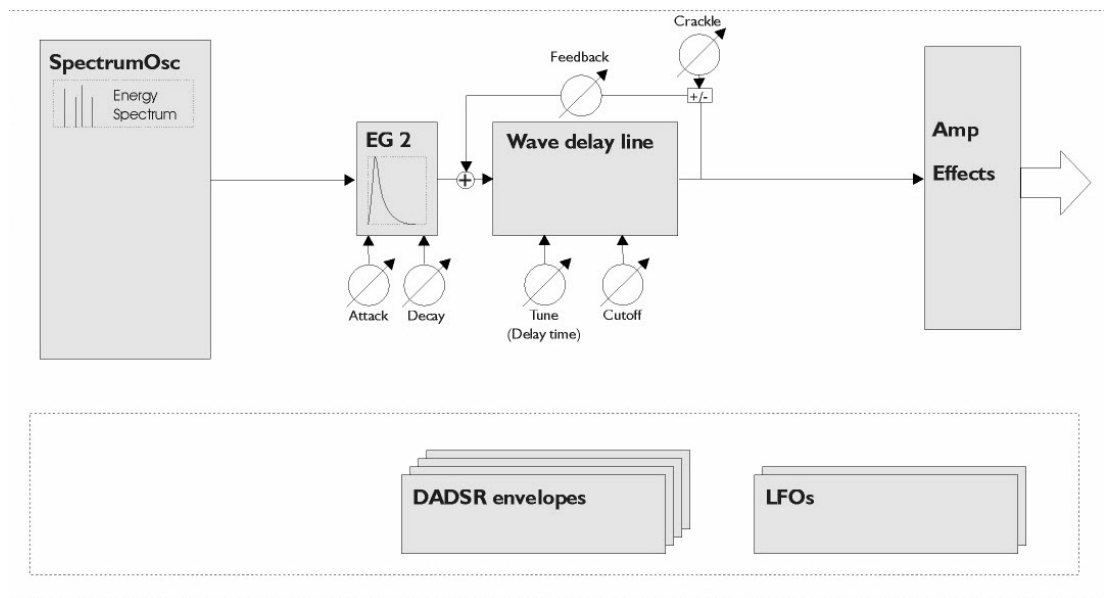 Crackle
SpectrumOsc
Feedback
Energy
Spectrum
+/-
EG 2
Wave delay line
Amp
Effects
+
Attack
Decay
Tune
(Delay time)
Cutoff
DADSR envelopes
LFOs